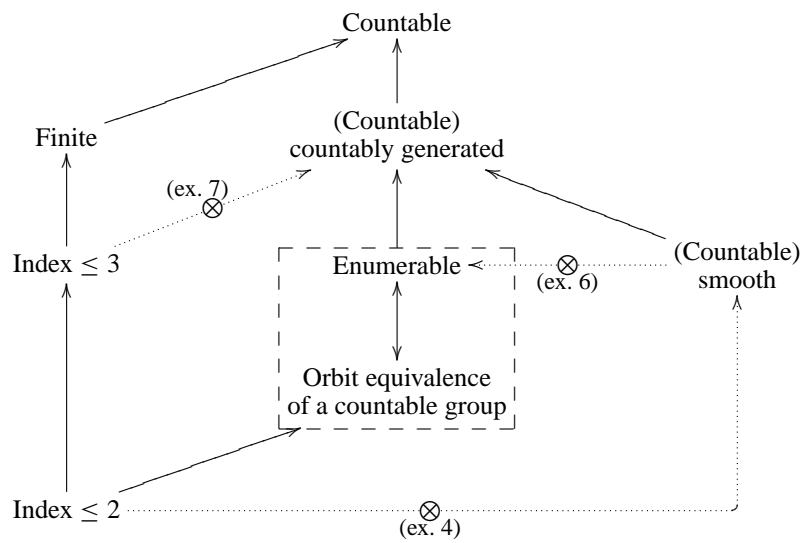 Countable
(Countable)
countably generated
Finite
(ex. 7)
Index ≤ 3
Enumerable
(Countable)
smooth
(ex. 6)
Orbit equivalence
of a countable group
Index ≤ 2
(ex. 4)